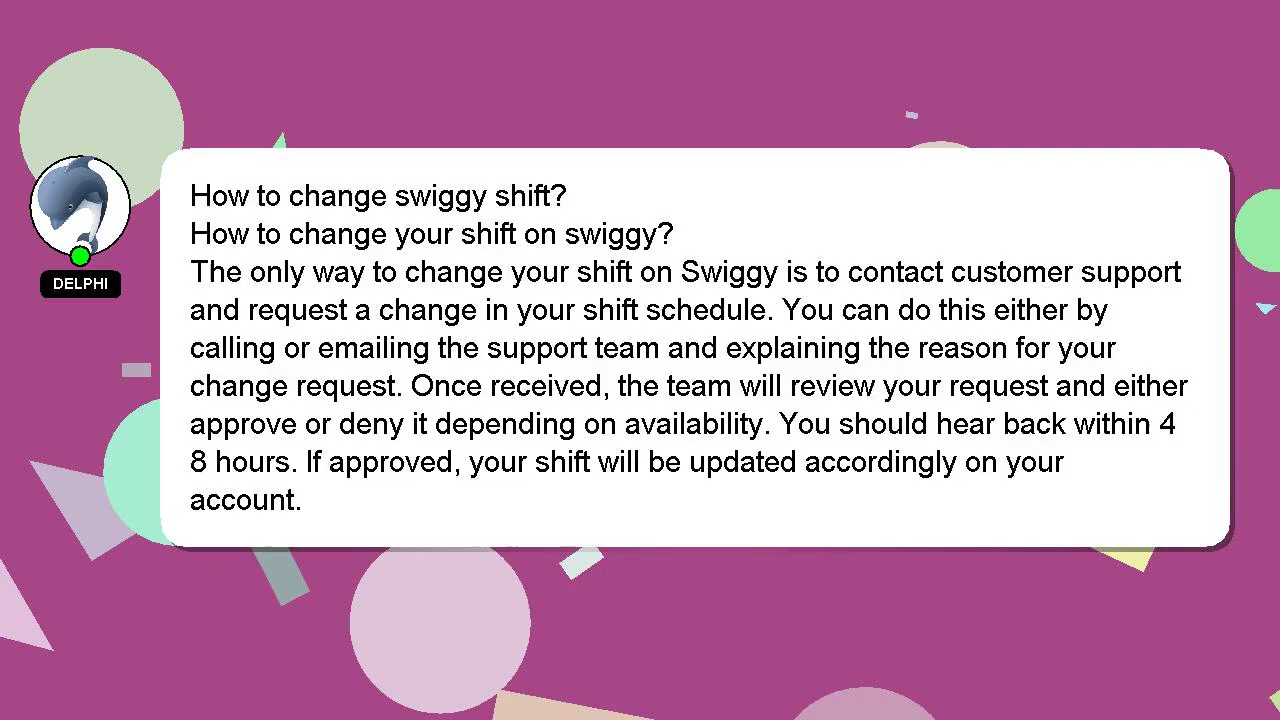 How to change swiggy shift?
How to change your shift on swiggy?
The only way to change your shift on Swiggy is to contact customer support
and request a change in your shift schedule. You can do this either by
calling or emailing the support team and explaining the reason for your
change request. Once received, the team will review your request and either
approve or deny it depending on availability. You should hear back within 4
8 hours. If approved, your shift will be updated accordingly on your
account.
DELPHI